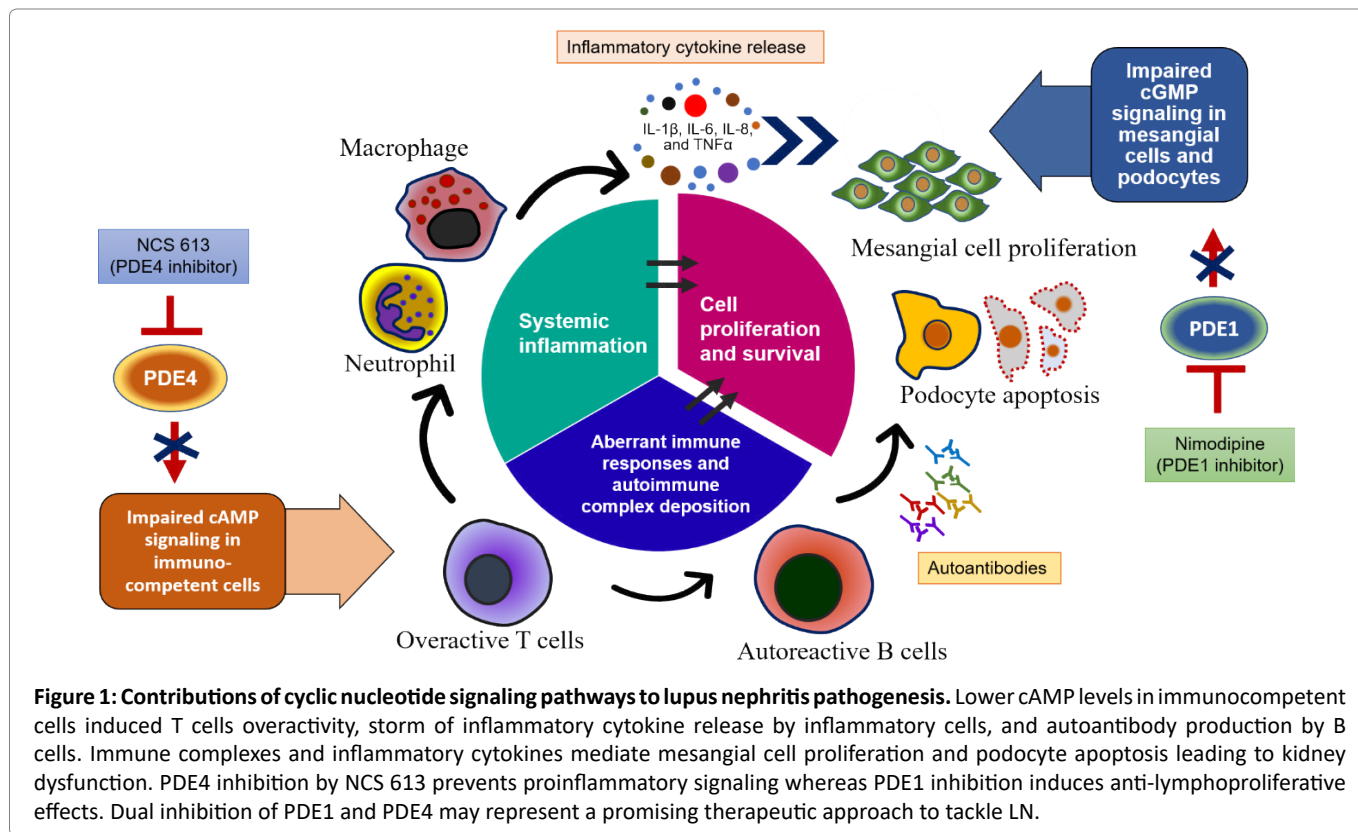 Inflammatory cytokine release
IL-1β, IL-6, IL-8,
and TNFα
Impaired
cGMP
signaling in
mesangial
cells and
podocytes
Macrophage
Mesangial cell proliferation
NCS 613
(PDE4 inhibitor)
Neutrophil
Systemic
inflammation
Cell
proliferation
and survival
PDE1
PDE4
Podocyte apoptosis
Nimodipine
(PDE1 inhibitor)
Aberrant immune
responses and
autoimmune
complex deposition
Impaired cAMP
signaling in
immuno-
competent cells
Autoantibodies
Overactive T cells
Autoreactive B cells
Figure 1: Contributions of cyclic nucleotide signaling pathways to lupus nephritis pathogenesis. Lower cAMP levels in immunocompetent
cells induced T cells overactivity, storm of inflammatory cytokine release by inflammatory cells, and autoantibody production by B
cells. Immune complexes and inflammatory cytokines mediate mesangial cell proliferation and podocyte apoptosis leading to kidney
dysfunction. PDE4 inhibition by NCS 613 prevents proinflammatory signaling whereas PDE1 inhibition induces anti-lymphoproliferative
effects. Dual inhibition of PDE1 and PDE4 may represent a promising therapeutic approach to tackle LN.